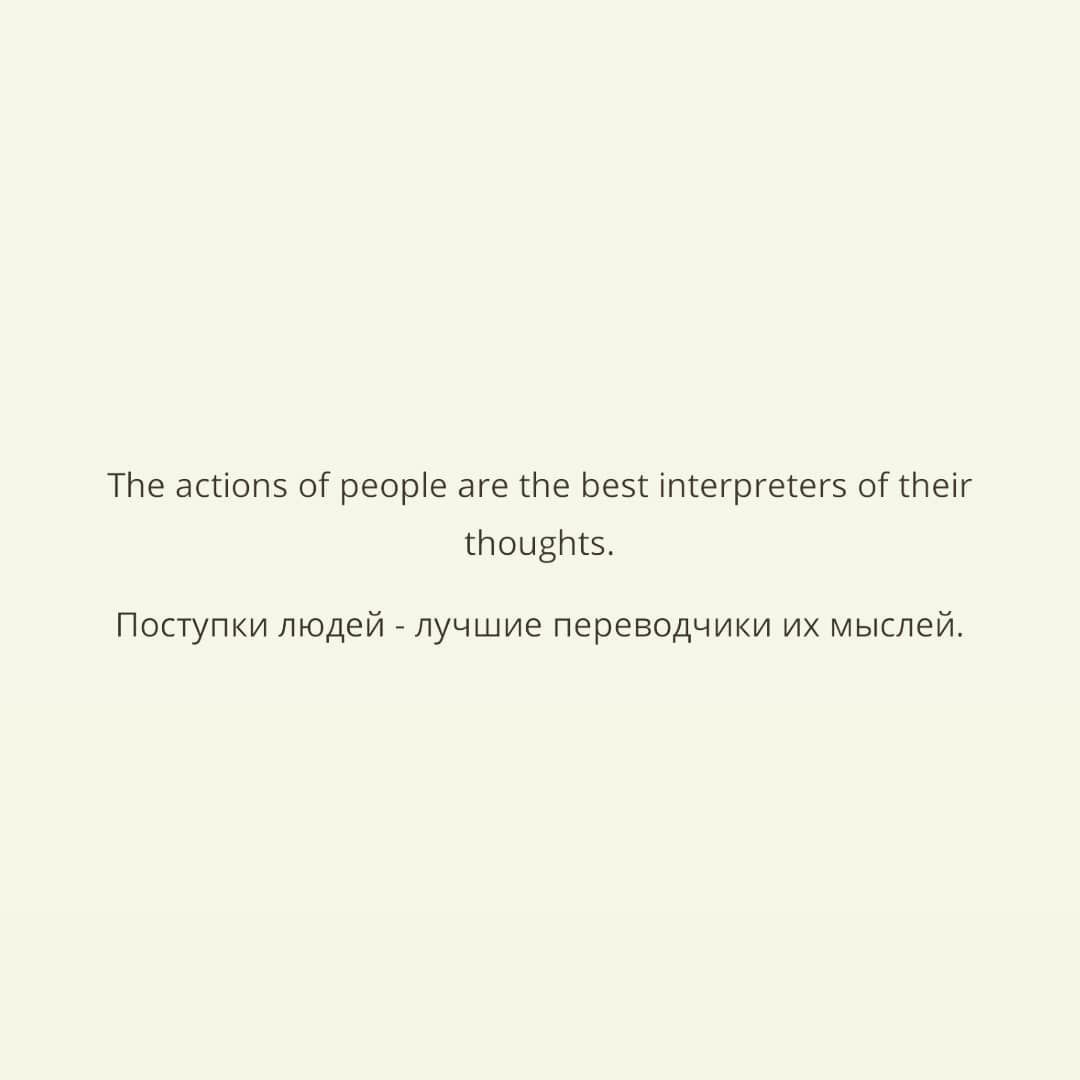 The actions of people are the best interpreters of their
thoughts.
Поступки людей - лучшие переводчики их мыслей.